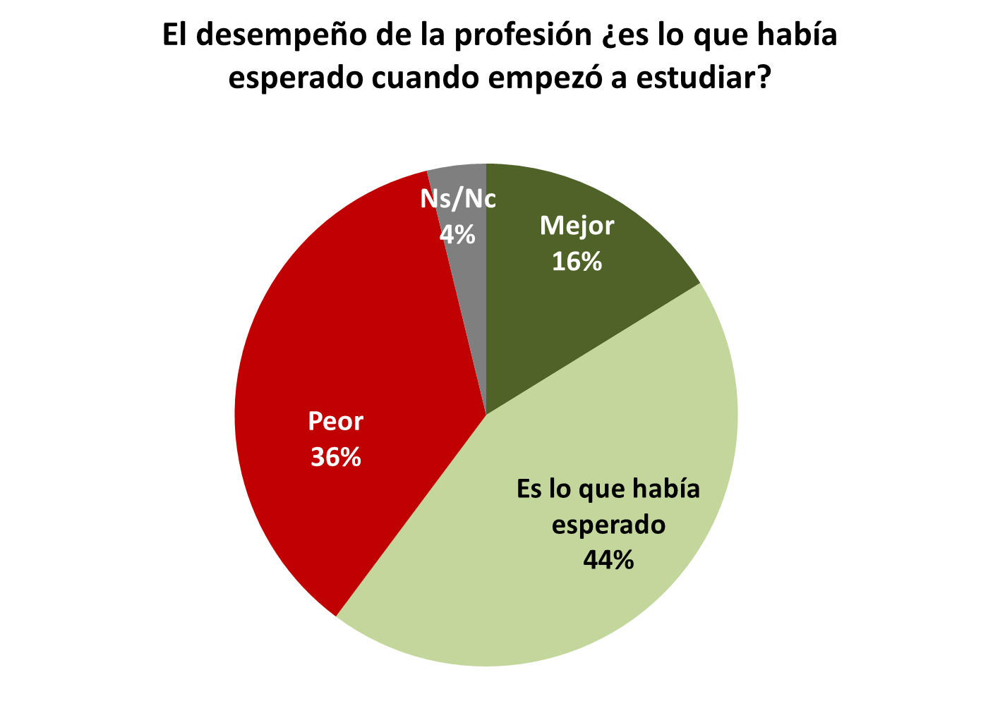 El desempeño de la profesión ¿es lo que había
esperado cuando empezó a estudiar?
Ns/Nc
4%
Mejor
16%
Peor
36%
Es lo que había
esperado
44%